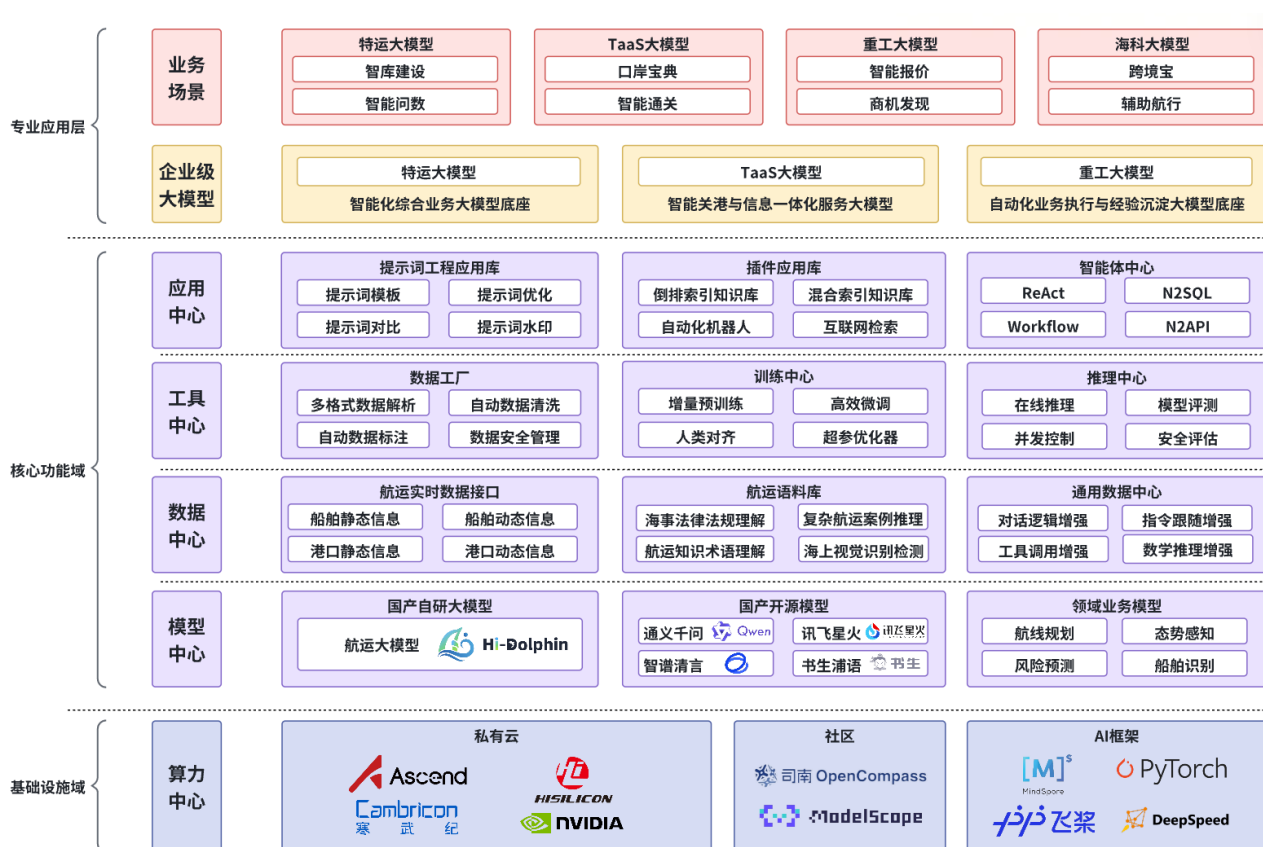 专业应用层
业务
场景
特运大模型
智库建设
智能问数
TaaS大模型
口岸宝典
智能通关
重工大模型
智能报价
商机发现
海科大模型
跨境宝
辅助航行
企业级
大模型
特运大模型
智能化综合业务大模型底座
TaaS大模型
智能关港与信息一体化服务大模型
重工大模型
自动化业务执行与经验沉淀大模型底座
核心功能域
应用
中心
提示词工程应用库
提示词模板
提示词优化
提示词对比
提示词水印
插件应用库
倒排索引知识库
混合索引知识库
自动化机器人
互联网检索
智能体中心
ReAct
N2SQL
Workflow
N2API
工具
中心
数据工厂
多格式数据解析
自动数据清洗
自动数据标注
数据安全管理
训练中心
增量预训练
高效微调
人类对齐
超参优化器
推理中心
在线推理
模型评测
并发控制
安全评估
数据
中心
航运实时数据接口
船舶静态信息
船舶动态信息
港口静态信息
港口动态信息
航运语料库
海事法律法规理解
复杂航运案例推理
航运知识术语理解
海上视觉识别检测
通用数据中心
对话逻辑增强
指令跟随增强
工具调用增强
数学推理增强
模型
中心
国产自研大模型
航运大模型
Hi-Dolphin
国产开源模型
通义千问 Qwen
讯飞星火 讯飞星火
智谱清言
书生浦语 书生
领域业务模型
航线规划
态势感知
风险预测
船舶识别
基础设施域
算力
中心
私有云
Ascend
Hi
HISILICON
Cambricon
寒武纪
NVIDIA
社区
司南 OpenCompass
ModelScope
AI框架
[M]s
MindSpore
PyTorch
飞桨
DeepSpeed